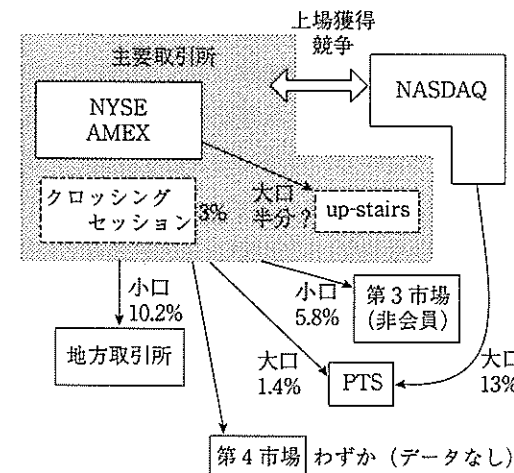 上場獲得
競争
主要取引所
NYSE
AMEX
NASDAQ
クロッシング
セッション
3%
大口
半分?
up-stairs
小口
10.2%
小口
5.8%
第3市場
(非会員)
地方取引所
大口
1.4%
PTS
大口
13%
第4市場 わずか(データなし)